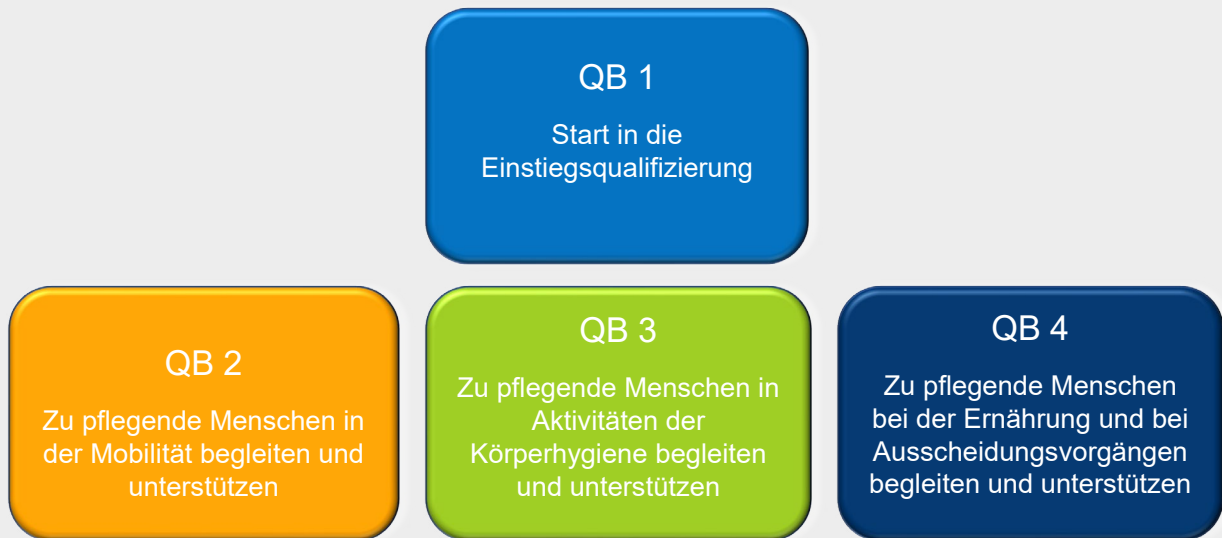 QB 1
Start in die
Einstiegsqualifizierung
QB 2
Zu pflegende Menschen in
der Mobilität begleiten und
unterstützen
QB 3
Zu pflegende Menschen in
Aktivitäten der
Körperhygiene begleiten
und unterstützen
QB 4
Zu pflegende Menschen
bei der Ernährung und bei
Ausscheidungsvorgängen
begleiten und unterstützen